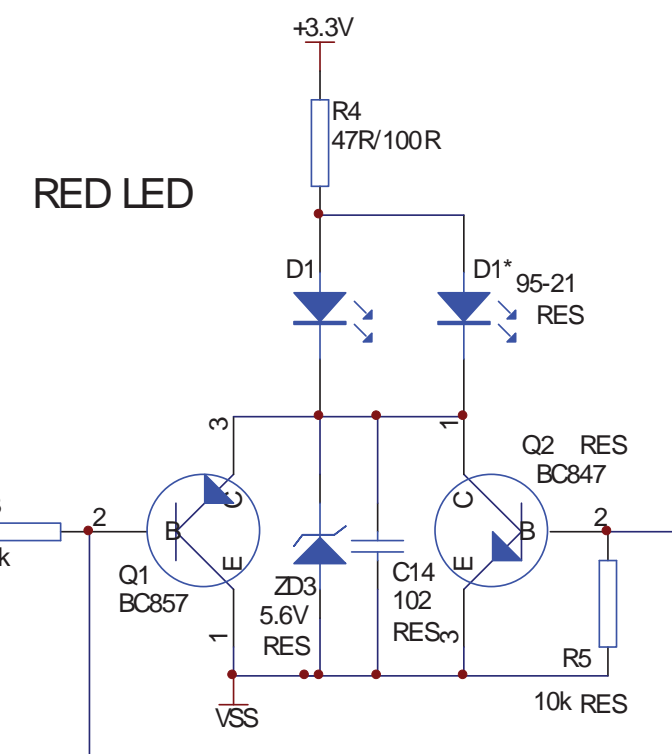 +3.3V
R4
47R/100R
RED LED
D1
D1*
95-21
RES
3
1
Q2 RES
BC847
C
C
k
2
B
B
2
E
E
Q1
BC857
ZD3
5.6V
RES
C14
102
RES
1
3
R5
10k RES
VSS